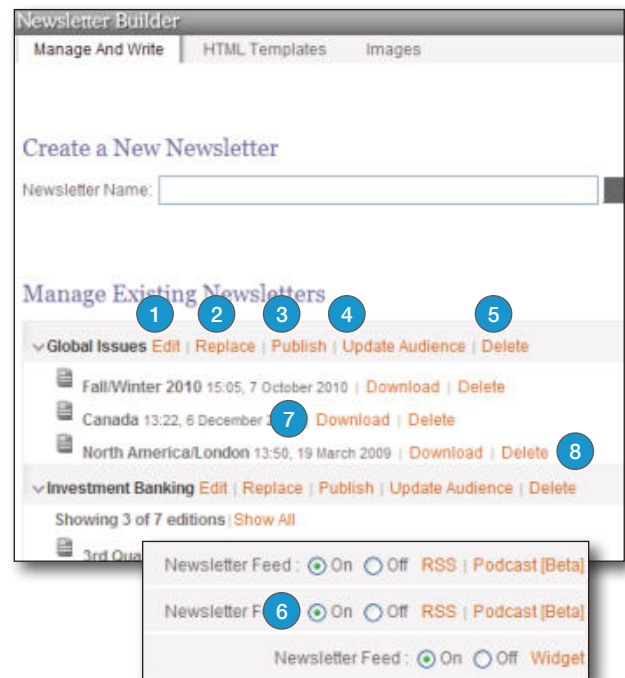 Newsletter Builder
Manage And Write HTML Templates Images
Create a New Newsletter
Newsletter Name:
Manage Existing Newsletters
1 2 3 4 5
Global Issues Edit | Replace | Publish | Update Audience | Delete
Fall/Winter 2010 15:05, 7 October 2010 | Download | Delete
Canada 13:22, 6 December 7 Download | Delete
North America/London 13:50, 19 March 2009 | Download | Delete 8
Investment Banking Edit | Replace | Publish | Update Audience | Delete
Showing 3 of 7 editions | Show All
3rd
Newsletter Feed : On Off RSS | Podcast [Beta]
Newsletter F 6 On Off RSS | Podcast [Beta]
Newsletter Feed : On Off Widget